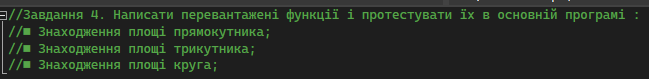 //Завдання 4. Написати перевантажені функції і протестувати їх в основній програмі :
//■ Знаходження площі прямокутника;
//■ Знаходження площі трикутника;
//■ Знаходження площі круга;